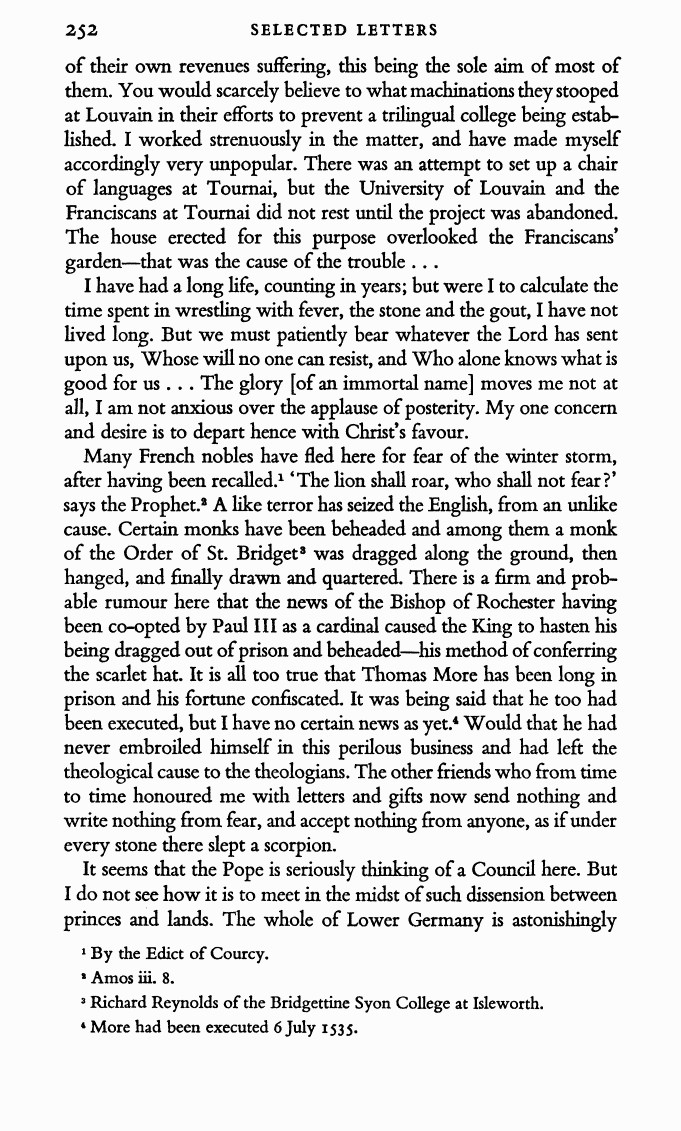 252 SELECTED LETTERS
of their own revenues suffering, this being the sole aim of most of
them. You would scarcely believe to what machinations they stooped
at Louvain in their efforts to prevent a trilingual college being estab-
lished. I worked strenuously in the matter, and have made myself
accordingly very unpopular. There was an attempt to set up a chair
of languages at Tournai, but the University of Louvain and the
Franciscans at Tournai did not rest until the project was abandoned.
The house erected for this purpose overlooked the Franciscans'
garden—that was the cause of the trouble . . .
I have had a long life, counting in years; but were I to calculate the
time spent in wrestling with fever, the stone and the gout, I have not
lived long. But we must patiently bear whatever the Lord has sent
upon us, Whose will no one can resist, and Who alone knows what is
good for us . . . The glory [of an immortal name] moves me not at
all, I am not anxious over the applause of posterity. My one concern
and desire is to depart hence with Christ's favour.
Many French nobles have fled here for fear of the winter storm,
after having been recalled.¹ 'The lion shall roar, who shall not fear?'
says the Prophet.² A like terror has seized the English, from an unlike
cause. Certain monks have been beheaded and among them a monk
of the Order of St. Bridget³ was dragged along the ground, then
hanged, and finally drawn and quartered. There is a firm and prob-
able rumour here that the news of the Bishop of Rochester having
been co-opted by Paul III as a cardinal caused the King to hasten his
being dragged out of prison and beheaded—his method of conferring
the scarlet hat. It is all too true that Thomas More has been long in
prison and his fortune confiscated. It was being said that he too had
been executed, but I have no certain news as yet.⁴ Would that he had
never embroiled himself in this perilous business and had left the
theological cause to the theologians. The other friends who from time
to time honoured me with letters and gifts now send nothing and
write nothing from fear, and accept nothing from anyone, as if under
every stone there slept a scorpion.
It seems that the Pope is seriously thinking of a Council here. But
I do not see how it is to meet in the midst of such dissension between
princes and lands. The whole of Lower Germany is astonishingly
¹ By the Edict of Courcy.
² Amos iii. 8.
³ Richard Reynolds of the Bridgettine Syon College at Isleworth.
⁴ More had been executed 6 July 1535.